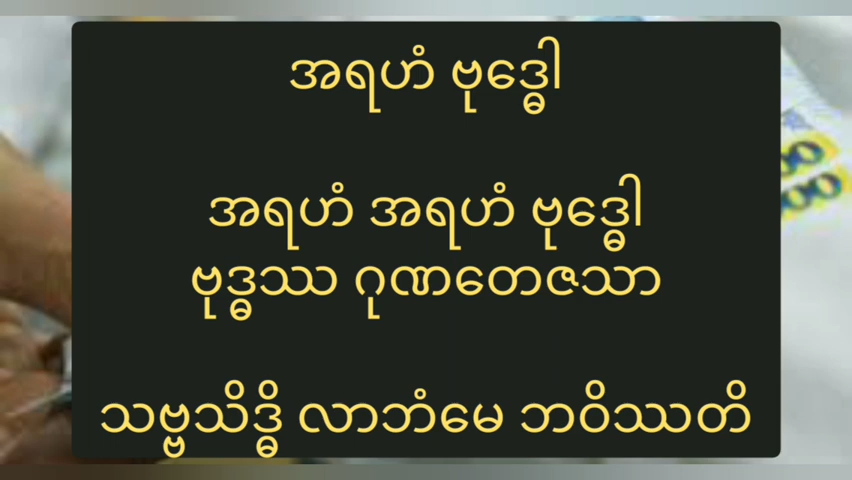 အရဟံ ဗုဒ္ဓေါ
အရဟံ အရဟံ ဗုဒ္ဓေါ
ဗုဒ္ဓဿ ဂုဏတေဇသာ
သဗ္ဗသိဒ္ဓိ လာဘံမေ ဘဝိဿတိ